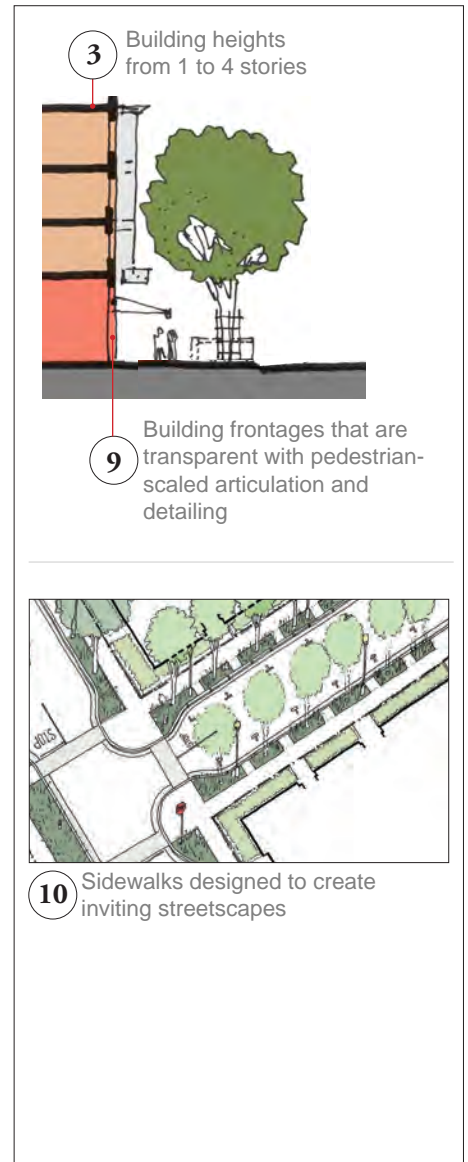 3
Building heights
from 1 to 4 stories
9
Building frontages that are
transparent with pedestrian-
scaled articulation and
detailing
STOP
10
Sidewalks designed to create
inviting streetscapes